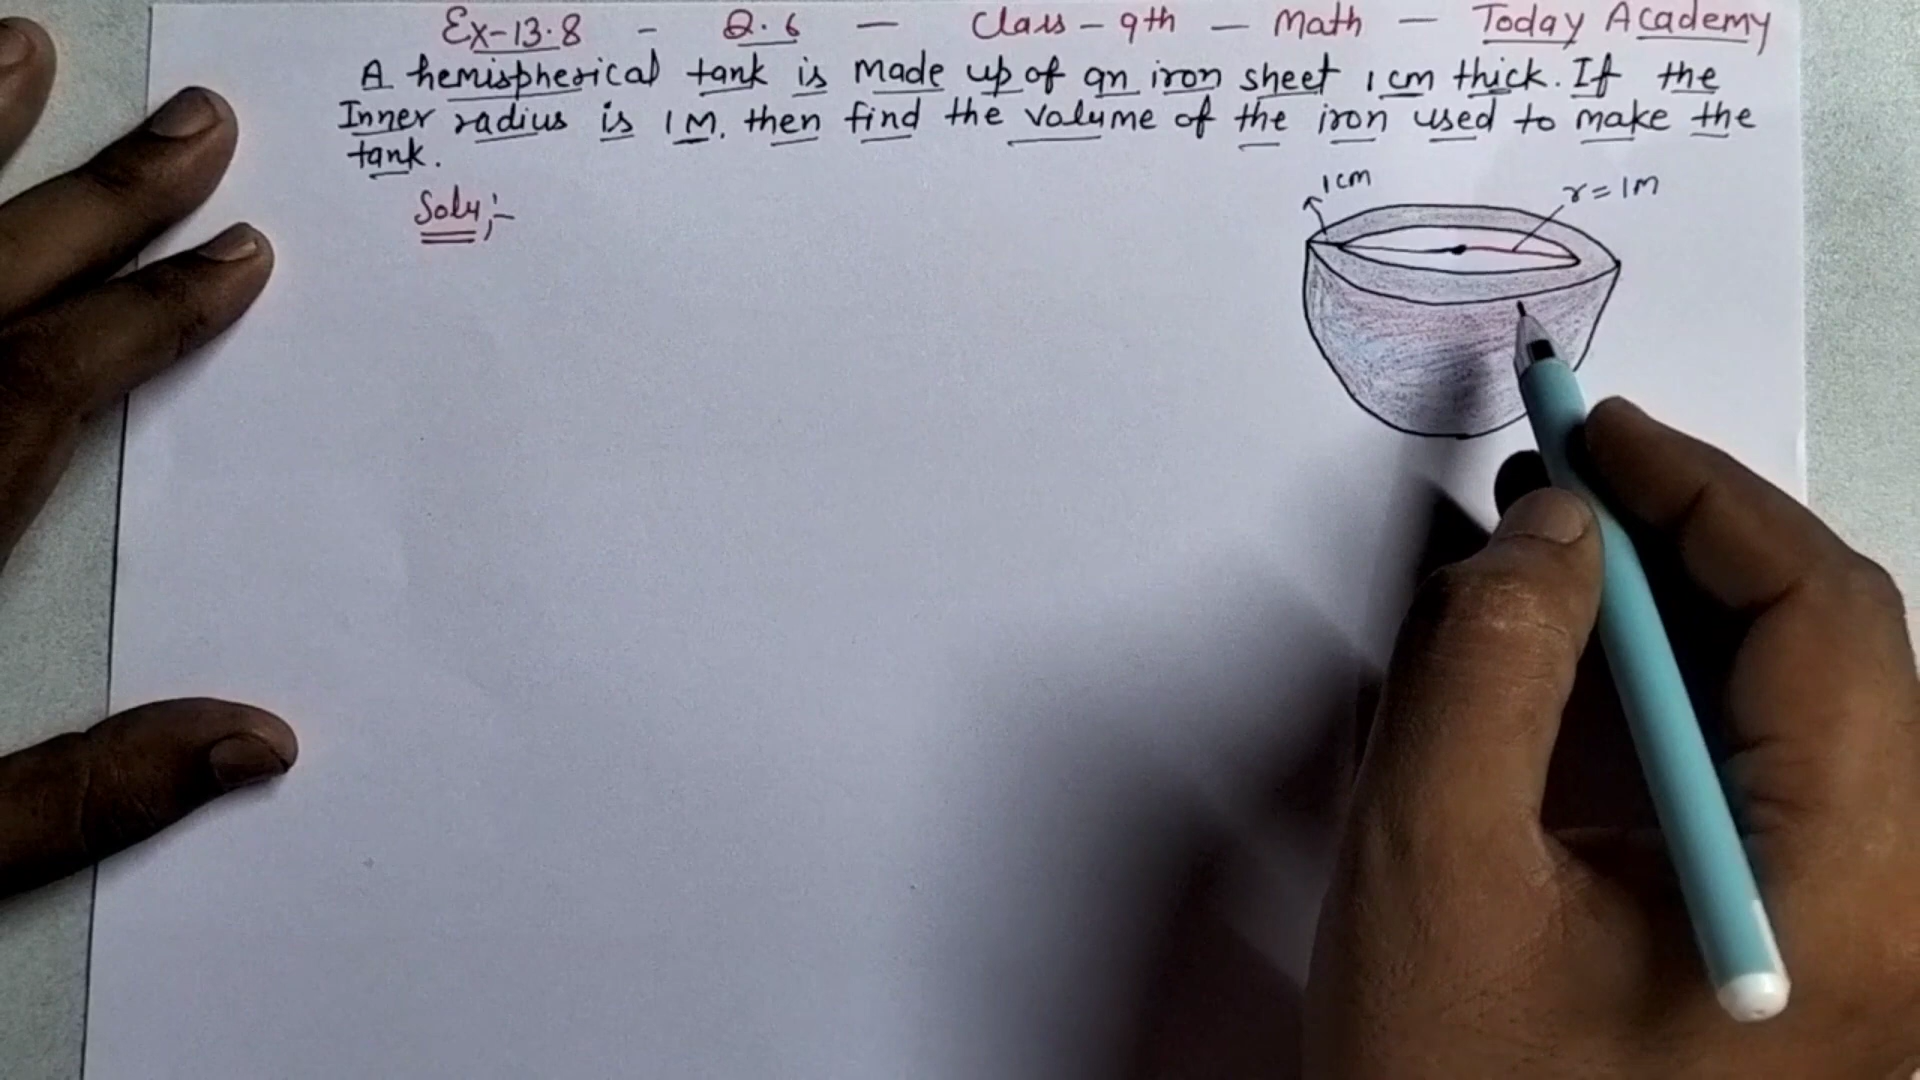 Ex-13.8 - Q.6 — Class - 9th — Math — Today Academy
A hemispherical tank is made up of an iron sheet 1 cm thick. If the
Inner radius is 1M. then find the volume of the iron used to make the
tank.
Solu;-
1cm
r=1M